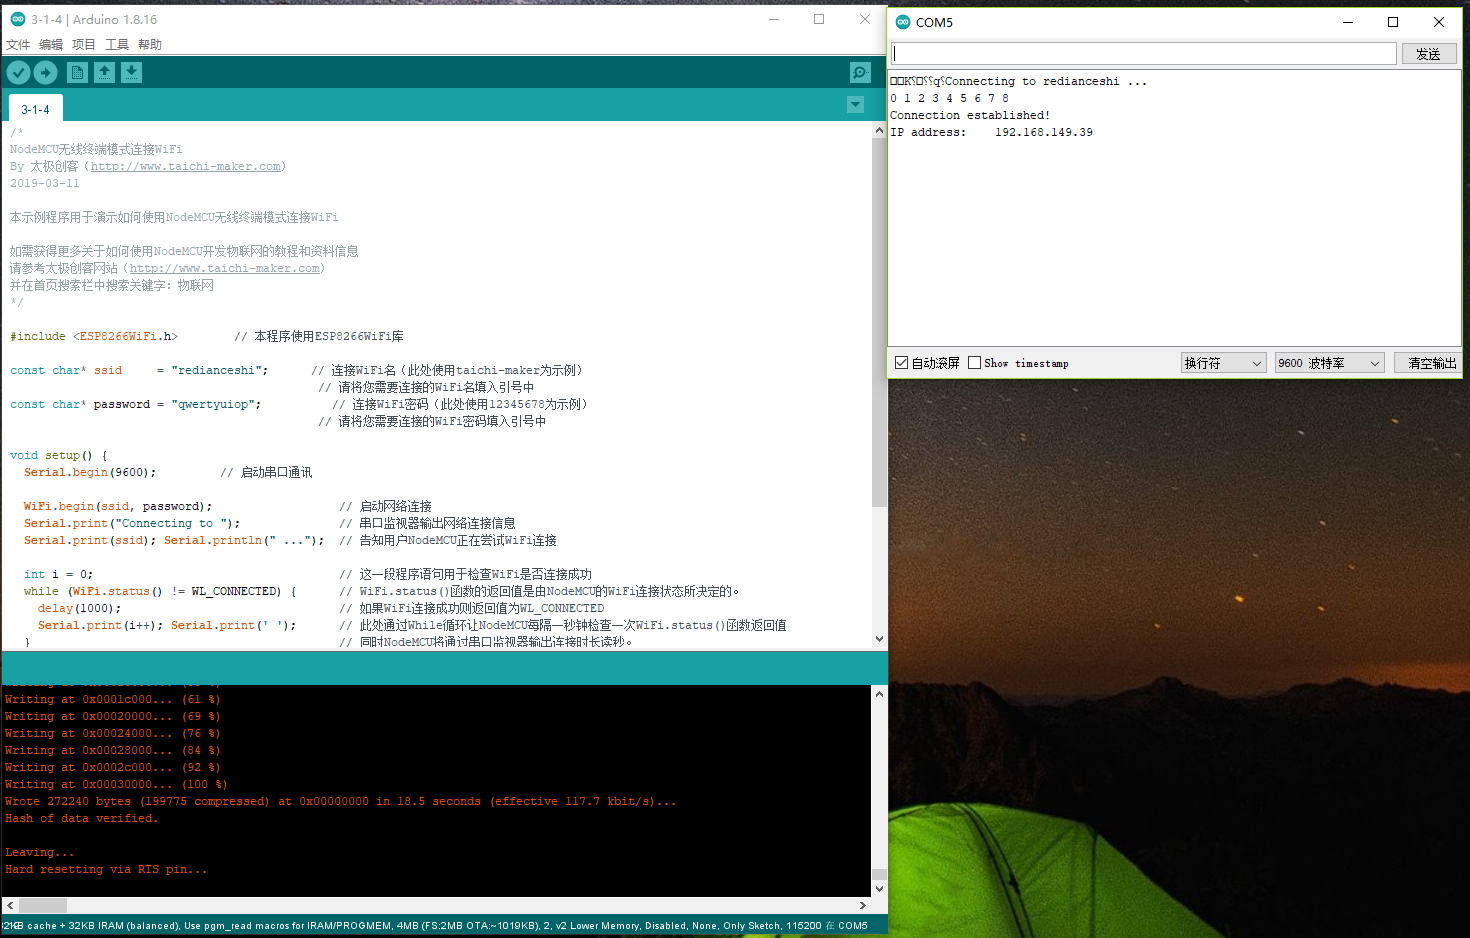 3-1-4 | Arduino 1.8.16
文件 编辑 项目 工具 帮助
3-1-4
/*
NodeMCU无线终端模式连接WiFi
By 太极创客（http://www.taichi-maker.com）
2019-03-11
本示例程序用于演示如何使用NodeMCU无线终端模式连接WiFi
如需获得更多关于如何使用NodeMCU开发物联网的教程和资料信息
请参考太极创客网站（http://www.taichi-maker.com）
并在首页搜索栏中搜索关键字：物联网
*/
#include <ESP8266WiFi.h>        // 本程序使用ESP8266WiFi库
const char* ssid     = "redianceshi";      // 连接WiFi名（此处使用taichi-maker为示例）
// 请将您需要连接的WiFi名填入引号中
const char* password = "qwertyuiop";          // 连接WiFi密码（此处使用12345678为示例）
// 请将您需要连接的WiFi密码填入引号中
void setup() {
Serial.begin(9600);         // 启动串口通讯
WiFi.begin(ssid, password);                  // 启动网络连接
Serial.print("Connecting to ");              // 串口监视器输出网络连接信息
Serial.print(ssid); Serial.println(" ...");  // 告知用户NodeMCU正在尝试WiFi连接
int i = 0;                                   // 这一段程序语句用于检查WiFi是否连接成功
while (WiFi.status() != WL_CONNECTED) {      // WiFi.status()函数的返回值是由NodeMCU的WiFi连接状态所决定的。
delay(1000);                               // 如果WiFi连接成功则返回值为WL_CONNECTED
Serial.print(i++); Serial.print(' ');      // 此处通过While循环让NodeMCU每隔一秒钟检查一次WiFi.status()函数返回值
}                                            // 同时NodeMCU将通过串口监视器输出连接时长读秒。
Writing at 0x0001c000... (61 %)
Writing at 0x00020000... (69 %)
Writing at 0x00024000... (76 %)
Writing at 0x00028000... (84 %)
Writing at 0x0002c000... (92 %)
Writing at 0x00030000... (100 %)
Wrote 272240 bytes (199775 compressed) at 0x00000000 in 18.5 seconds (effective 117.7 kbit/s)...
Hash of data verified.
Leaving...
Hard resetting via RTS pin...
cache + 32KB IRAM (balanced), Use pgm_read macros for IRAM/PROGMEM, 4MB (FS:2MB OTA:~1019KB), 2, v2 Lower Memory, Disabled, None, Only Sketch, 115200 在 COM5
COM5
发送
Connecting to redianceshi ...
0 1 2 3 4 5 6 7 8
Connection established!
IP address:    192.168.149.39
自动滚屏 Show timestamp 换行符 9600 波特率 清空输出